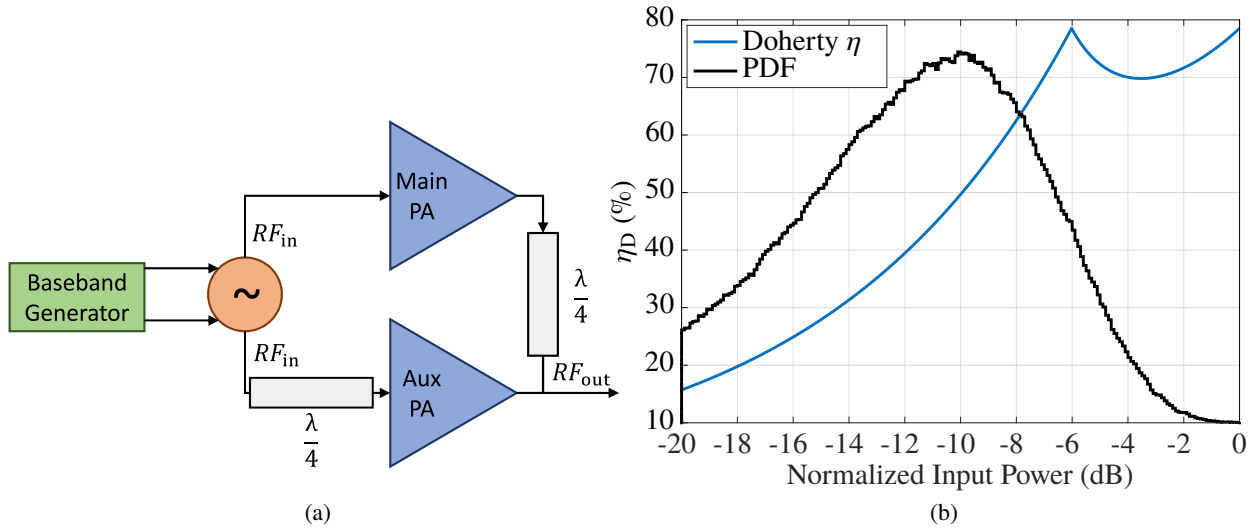 Baseband
Generator
~
RF_in
RF_in
λ
4
Main
PA
Aux
PA
λ
4
RF_out
(a)
Doherty η
PDF
η_D (%)
80
70
60
50
40
30
20
10
-20 -18 -16 -14 -12 -10 -8 -6 -4 -2 0
Normalized Input Power (dB)
(b)